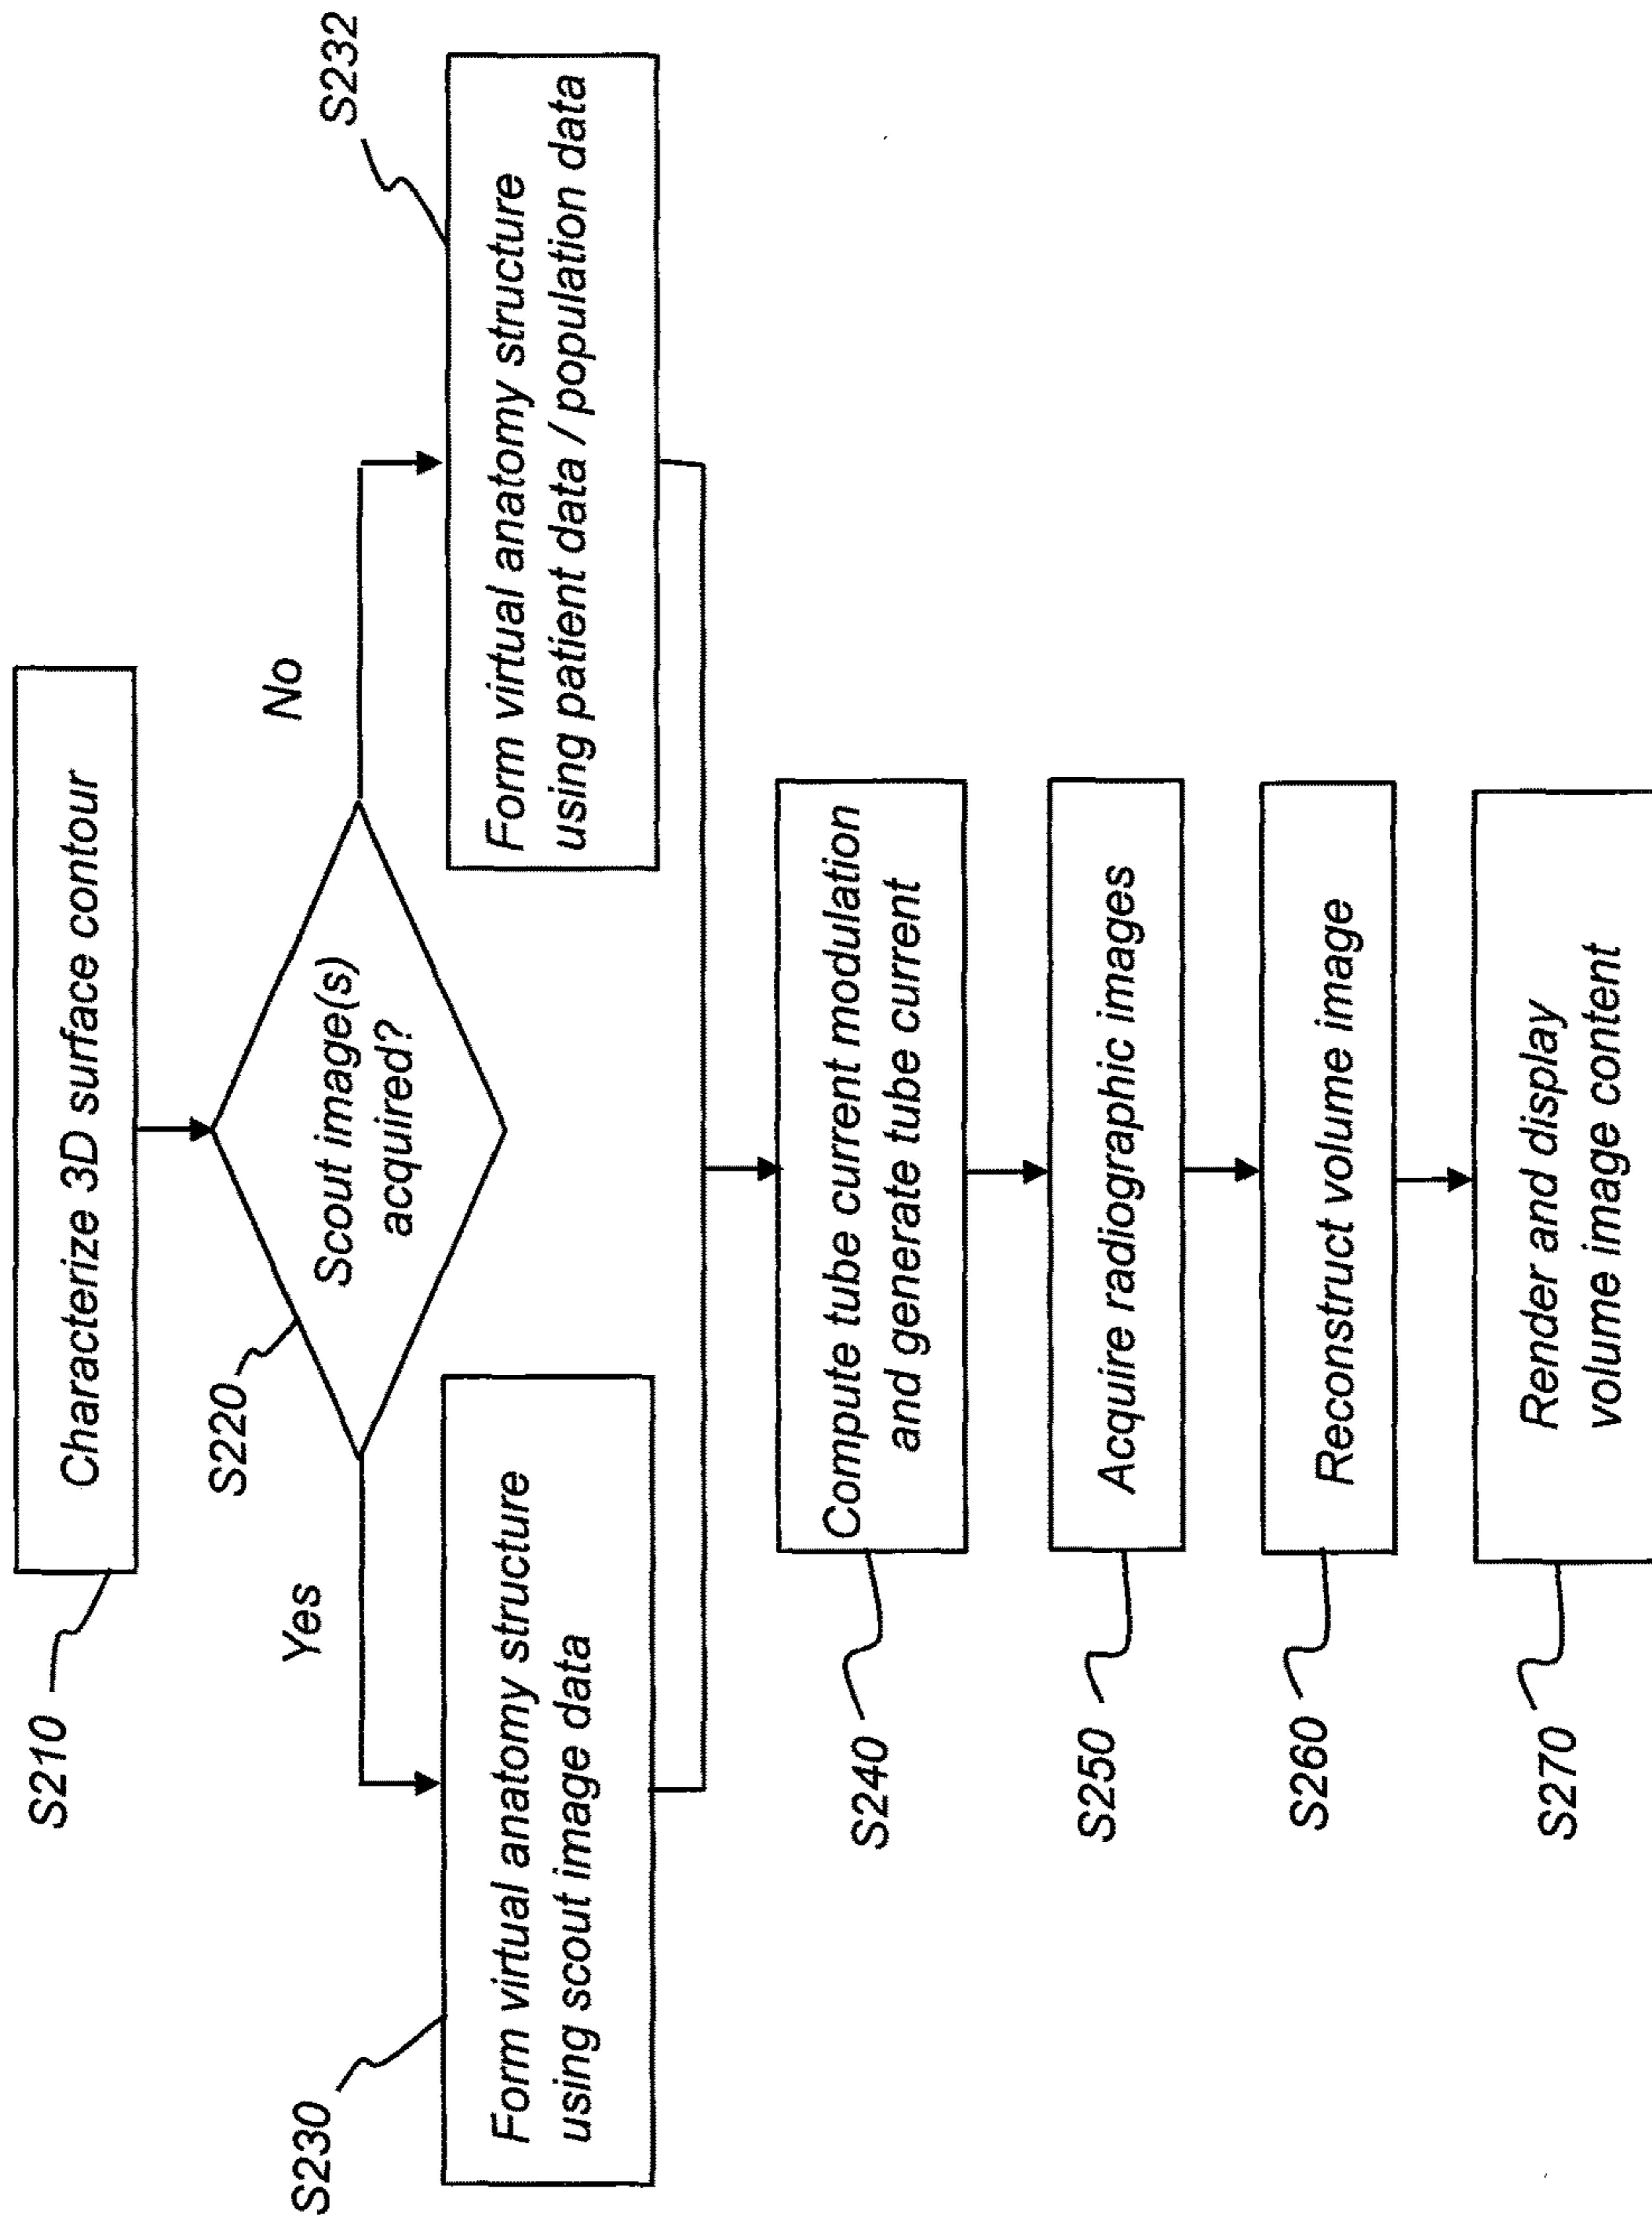 S210
Characterize 3D surface contour
S220
Scout image(s)
acquired?
Yes
No
S230
Form virtual anatomy structure
using scout image data
S232
Form virtual anatomy structure
using patient data / population data
S240
Compute tube current modulation
and generate tube current
S250
Acquire radiographic images
S260
Reconstruct volume image
S270
Render and display
volume image content